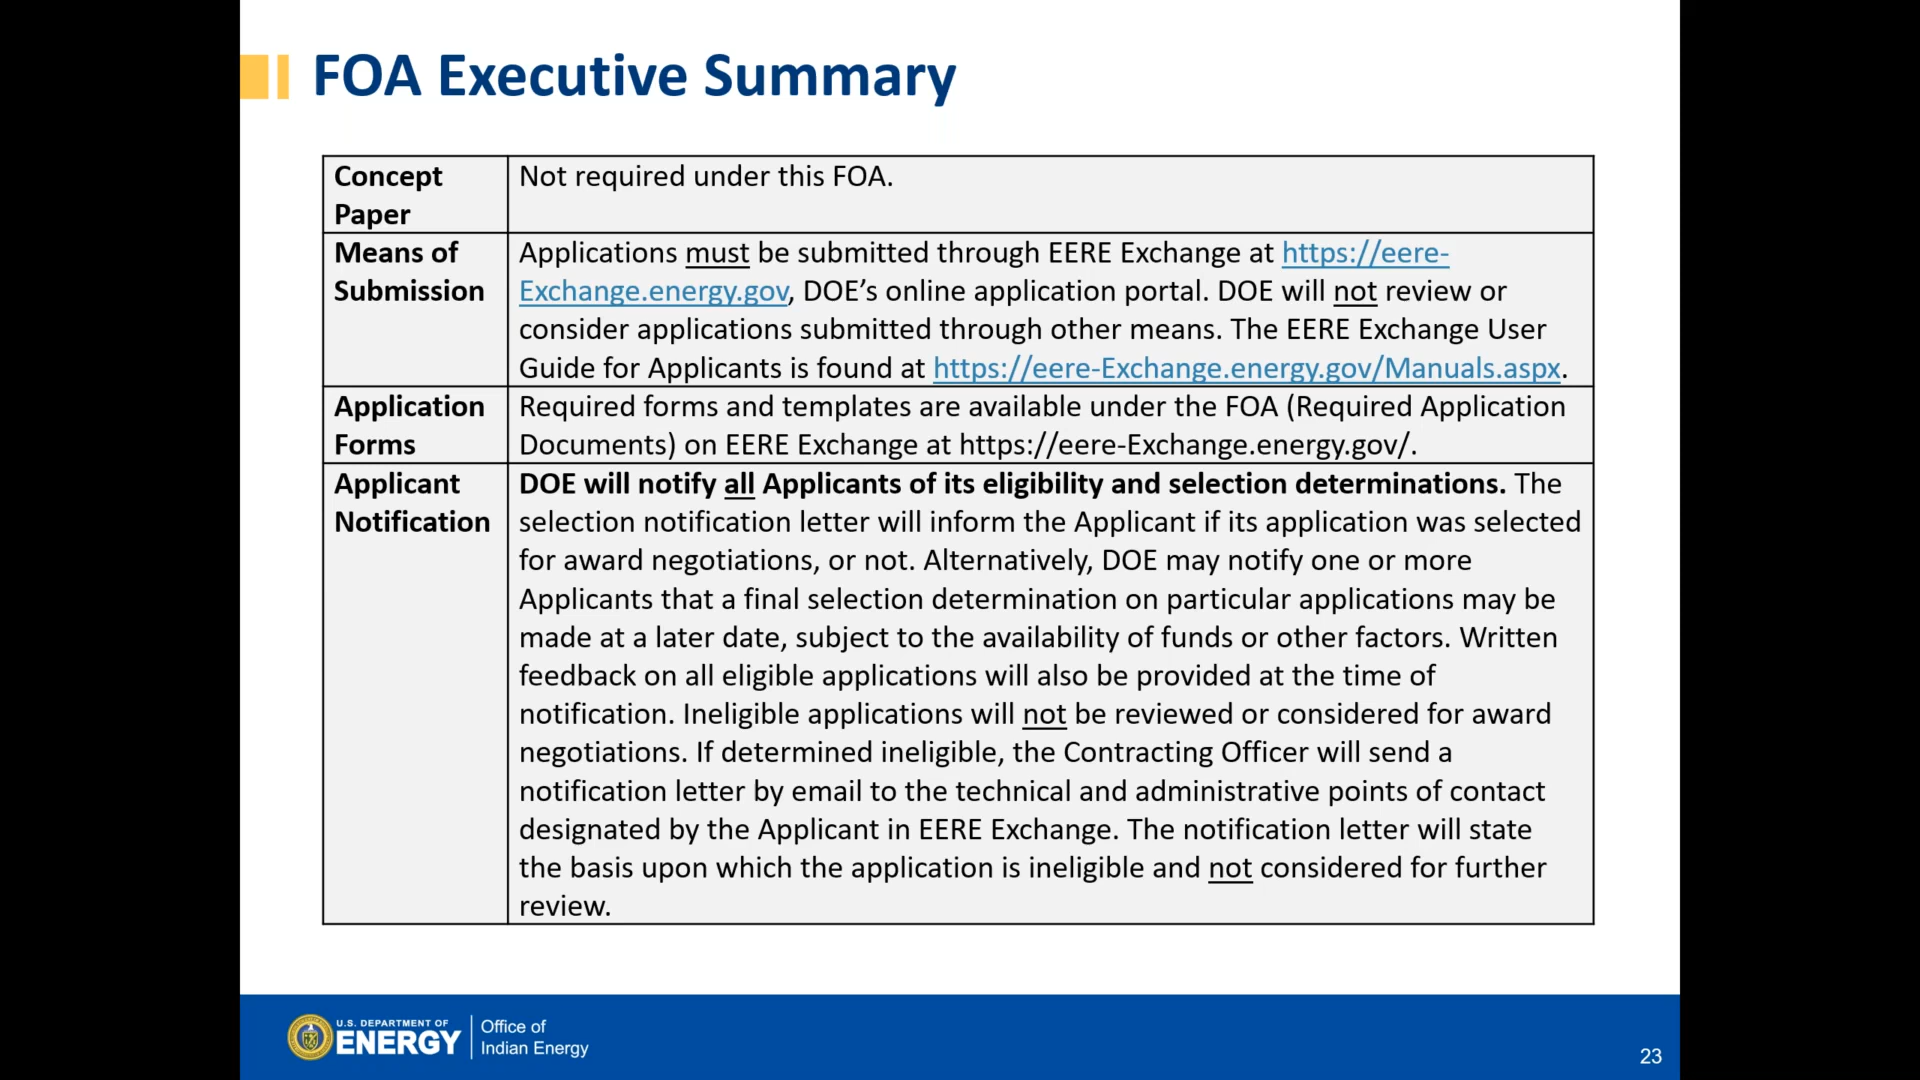 FOA Executive Summary
Concept
Paper
Not required under this FOA.
Means of
Submission
Applications must be submitted through EERE Exchange at https://eere-
Exchange.energy.gov, DOE’s online application portal. DOE will not review or
consider applications submitted through other means. The EERE Exchange User
Guide for Applicants is found at https://eere-Exchange.energy.gov/Manuals.aspx.
Application
Forms
Required forms and templates are available under the FOA (Required Application
Documents) on EERE Exchange at https://eere-Exchange.energy.gov/.
Applicant
Notification
DOE will notify all Applicants of its eligibility and selection determinations. The
selection notification letter will inform the Applicant if its application was selected
for award negotiations, or not. Alternatively, DOE may notify one or more
Applicants that a final selection determination on particular applications may be
made at a later date, subject to the availability of funds or other factors. Written
feedback on all eligible applications will also be provided at the time of
notification. Ineligible applications will not be reviewed or considered for award
negotiations. If determined ineligible, the Contracting Officer will send a
notification letter by email to the technical and administrative points of contact
designated by the Applicant in EERE Exchange. The notification letter will state
the basis upon which the application is ineligible and not considered for further
review.
U.S. DEPARTMENT OF
ENERGY
Office of
Indian Energy
23